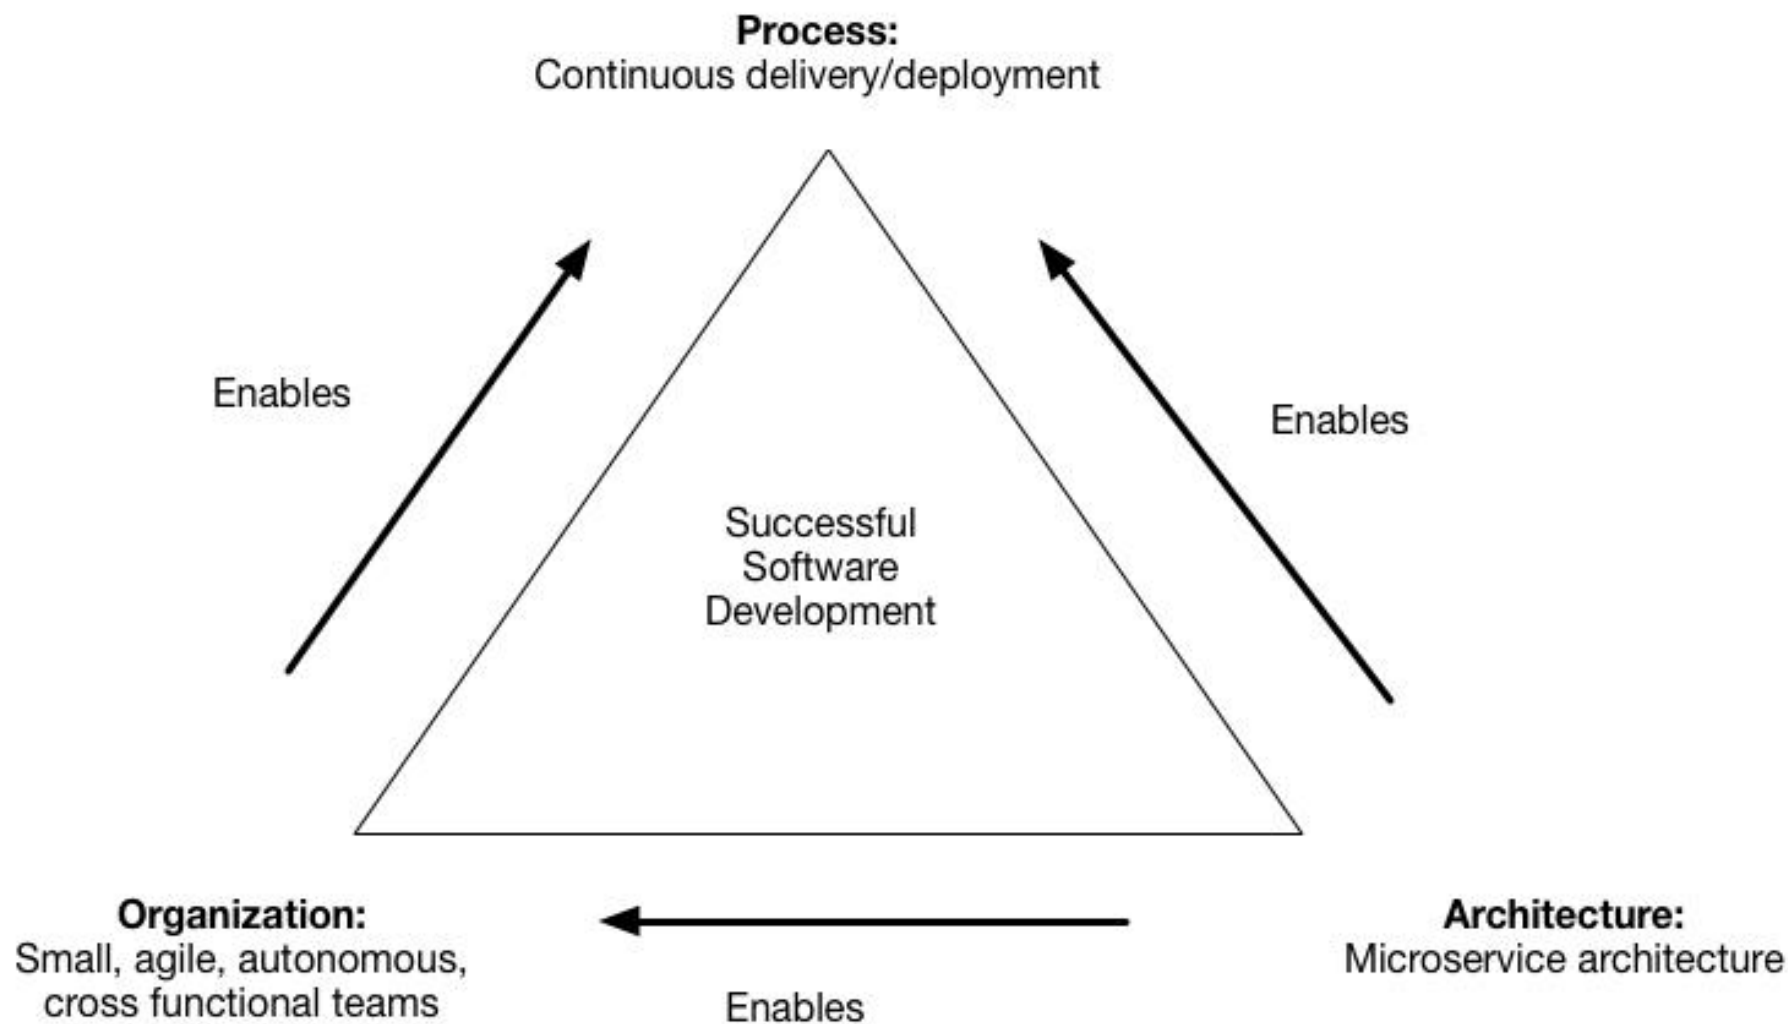 Process:
Continuous delivery/deployment
Enables
Enables
Successful
Software
Development
Organization:
Small, agile, autonomous,
cross functional teams
Enables
Architecture:
Microservice architecture